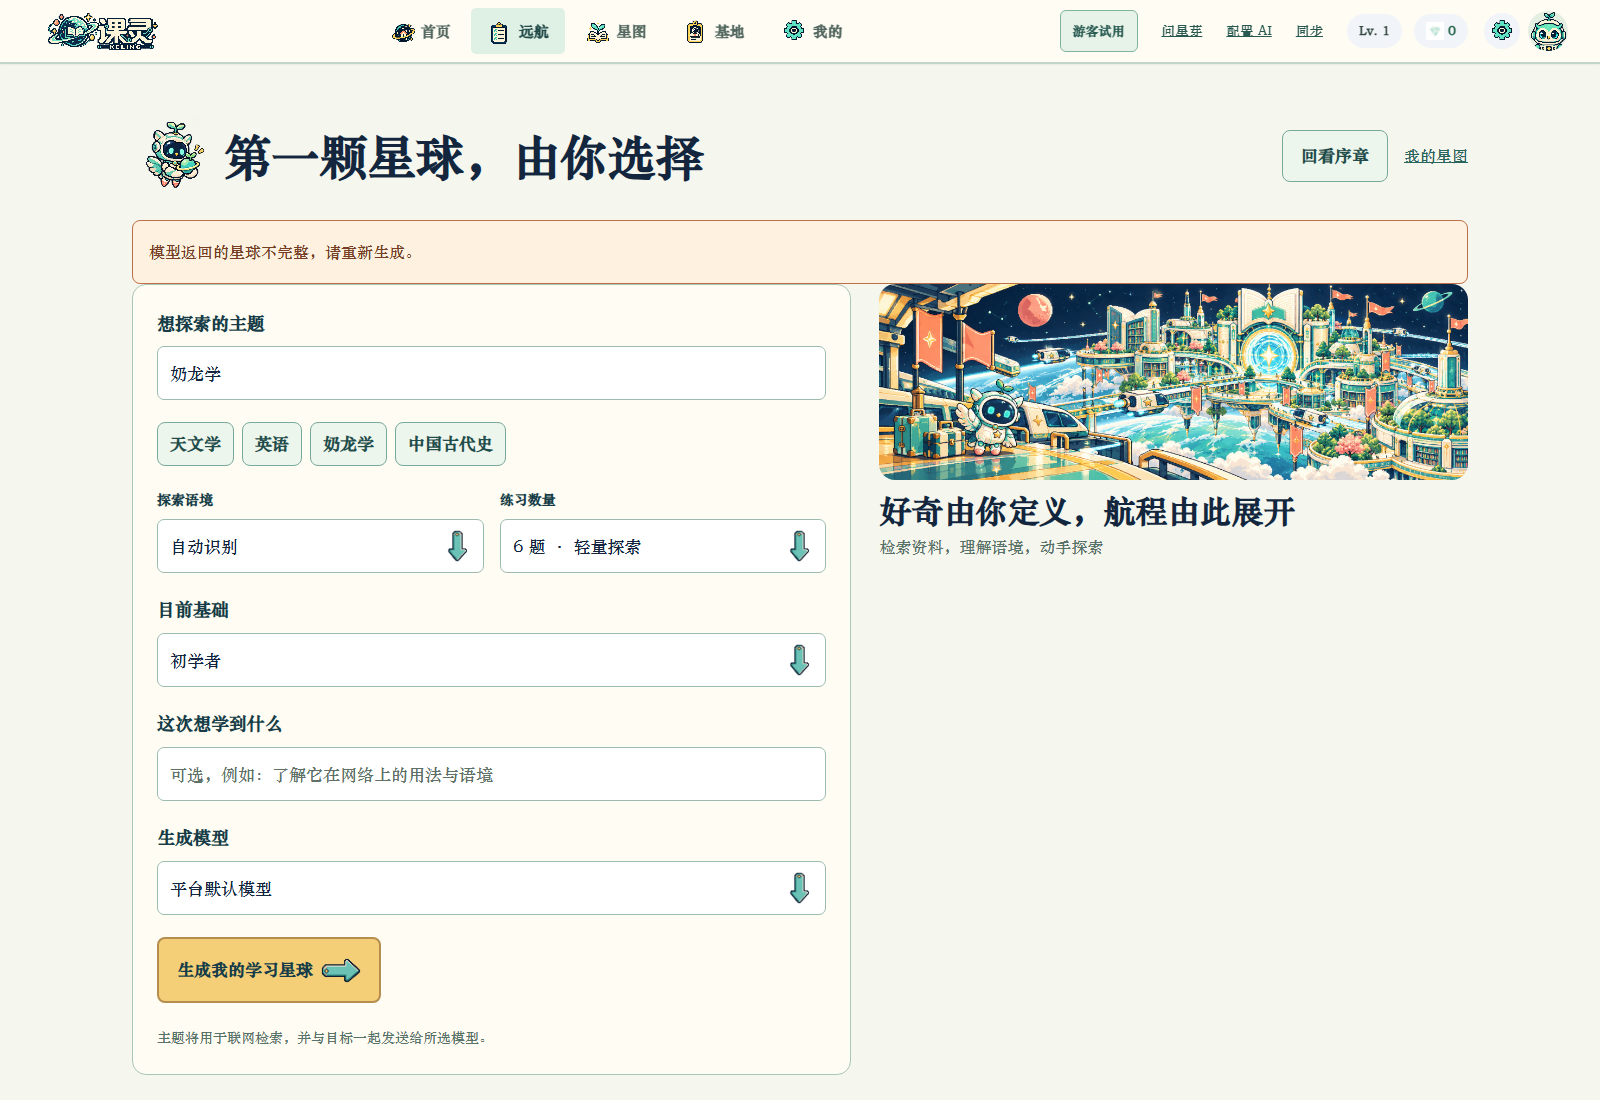 课灵
KELING
首页
远航
星图
基地
我的
游客试用
问星芽
配置 AI
同步
Lv. 1
0
第一颗星球，由你选择
回看序章
我的星图
模型返回的星球不完整，请重新生成。
想探索的主题
奶龙学
天文学
英语
奶龙学
中国古代史
探索语境
练习数量
自动识别
6 题 · 轻量探索
目前基础
初学者
这次想学到什么
可选，例如：了解它在网络上的用法与语境
生成模型
平台默认模型
生成我的学习星球
主题将用于联网检索，并与目标一起发送给所选模型。
好奇由你定义，航程由此展开
检索资料，理解语境，动手探索